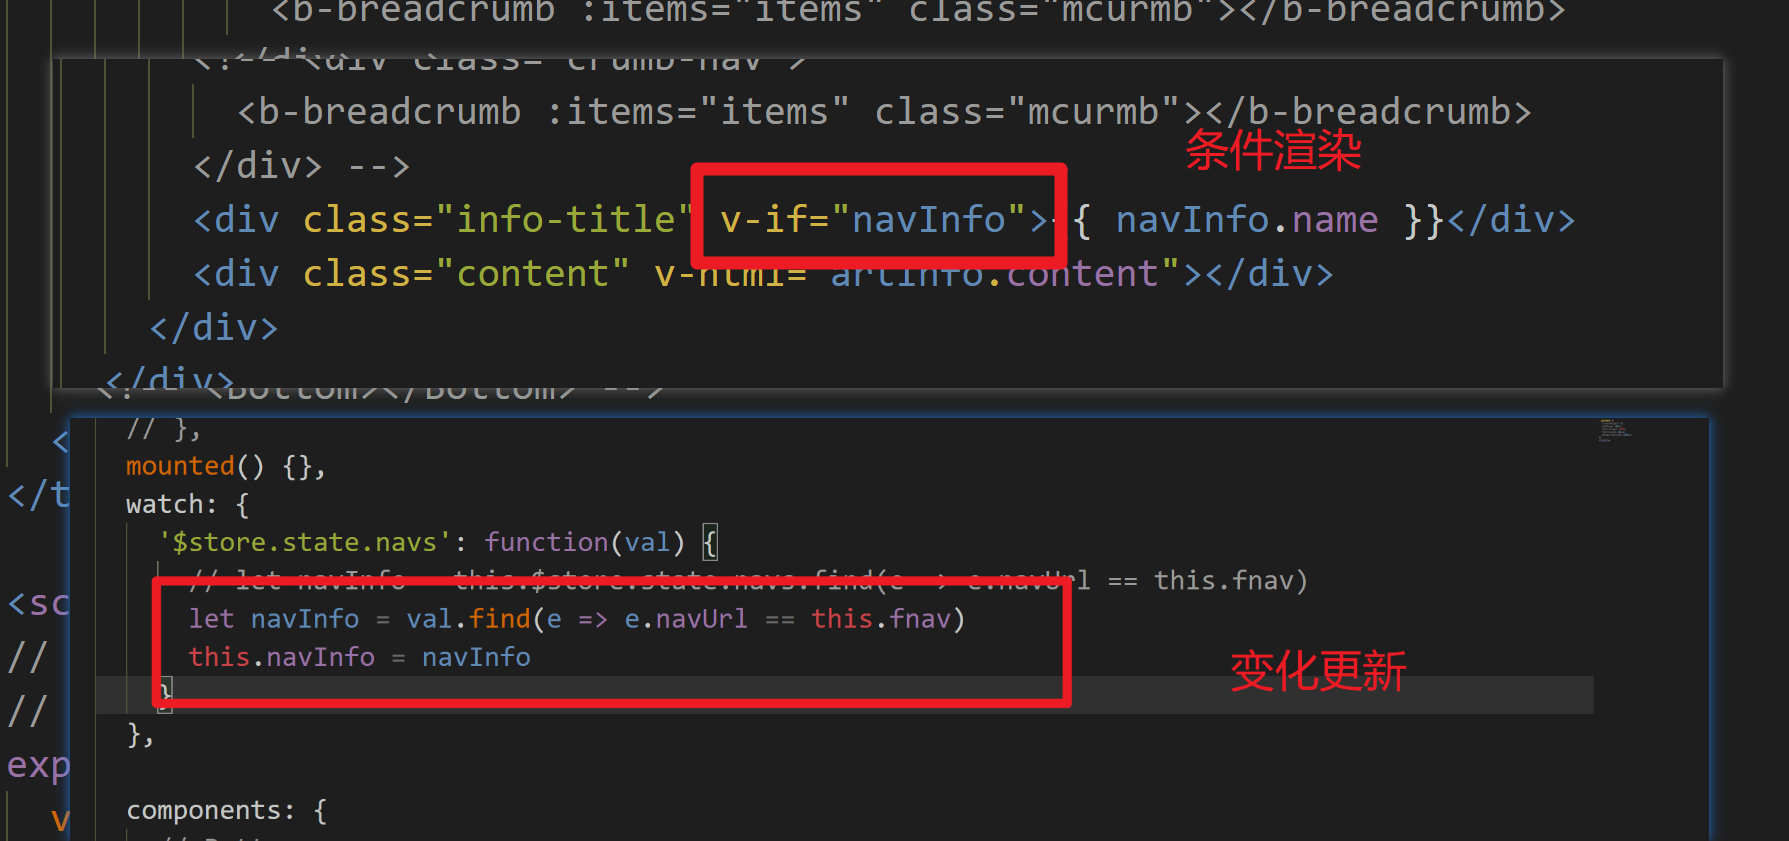 <b-breadcrumb :items="items" class="mcurmb"></b-breadcrumb>
<!-- <div class="crumb-nav">
<b-breadcrumb :items="items" class="mcurmb"></b-breadcrumb>
条件渲染
</div> -->
<div class="info-title" v-if="navInfo">{{ navInfo.name }}</div>
<div class="content" v-html="artInfo.content"></div>
</div>
</div>
<!-- <Bottom></Bottom> -->
// },
<
mounted() {},
</t
watch: {
'$store.state.navs': function(val) {
// let navInfo = this.$store.state.navs.find(e => e.navUrl == this.fnav)
<sc
let navInfo = val.find(e => e.navUrl == this.fnav)
//
this.navInfo = navInfo
变化更新
}
//
},
exp
components: {
v